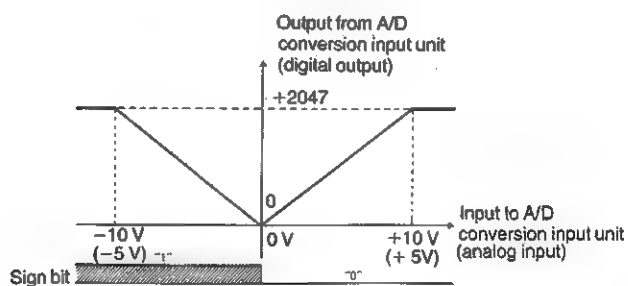 Output from A/D
conversion input unit
(digital output)
+2047
0
-10 V
0 V
+10 V
Input to A/D
conversion input unit
(analog input)
(-5 V)
"1"
(+ 5V)
Sign bit
"0"